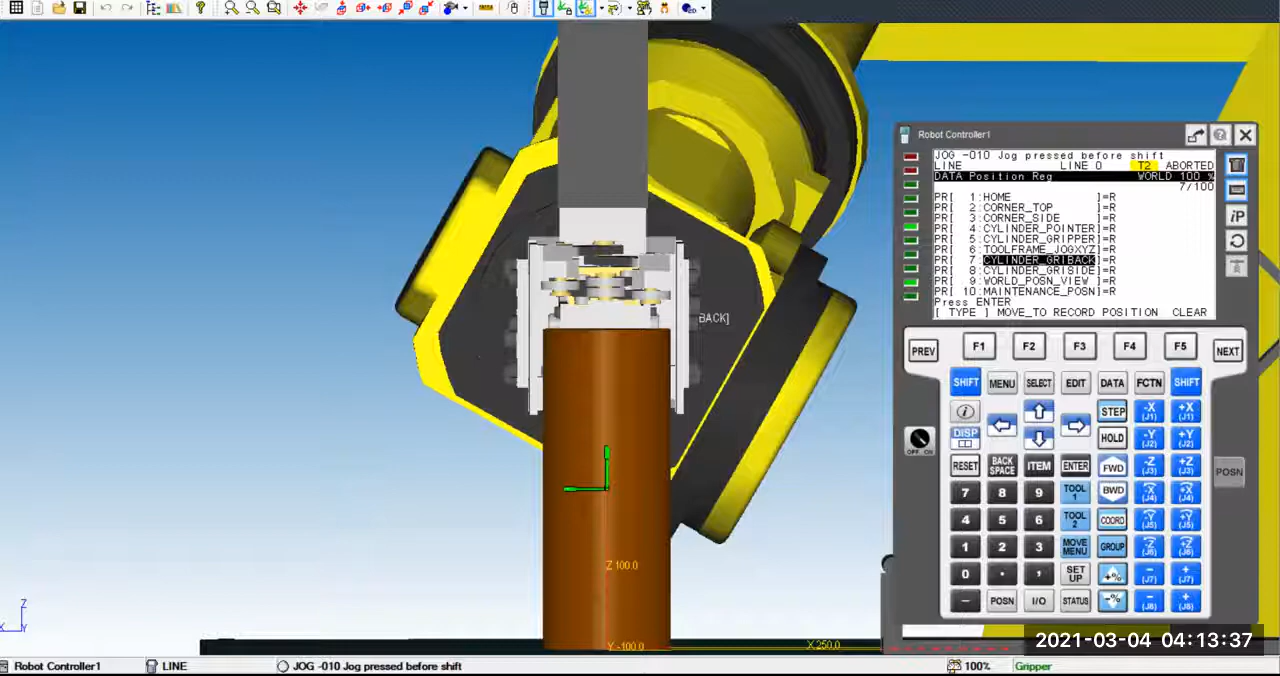 Robot Controller1
JOG -010 Jog pressed before shift
LINE LINE 0 T2 ABORTED
DATA Position Reg WORLD 100 %
7/100
PR[ 1:HOME ]=R
PR[ 2:CORNER_TOP ]=R
PR[ 3:CORNER_SIDE ]=R
PR[ 4:CYLINDER_POINTER]=R
PR[ 5:CYLINDER_GRIPPER]=R
PR[ 6:TOOLFRAME_JOGXYZ]=R
PR[ 7:CYLINDER_GRIBACK]=R
PR[ 8:CYLINDER_GRISIDE]=R
PR[ 9:WORLD_POSN_VIEW ]=R
PR[ 10:MAINTENANCE_POSN]=R
Press ENTER
[ TYPE ] MOVE_TO RECORD POSITION CLEAR
iP
PREV F1 F2 F3 F4 F5 NEXT
SHIFT MENU SELECT EDIT DATA FCTN SHIFT
i STEP -X (J1) +X (J1)
DISP HOLD -Y (J2) +Y (J2)
OFF ON
RESET BACK SPACE ITEM ENTER FWD -Z (J3) +Z (J3)
POSN
7 8 9 TOOL 1 BWD -X (J4) +X (J4)
4 5 6 TOOL 2 COORD -Y (J5) +Y (J5)
1 2 3 MOVE MENU GROUP -Z (J6) +Z (J6)
0 . , SET UP +% - (J7) + (J7)
- POSN I/O STATUS -% - (J8) + (J8)
BACK]
Z 100.0
Y -100.0
X 250.0
Z
X Y
2021-03-04 04:13:37
Robot Controller1 LINE JOG -010 Jog pressed before shift 100% Gripper